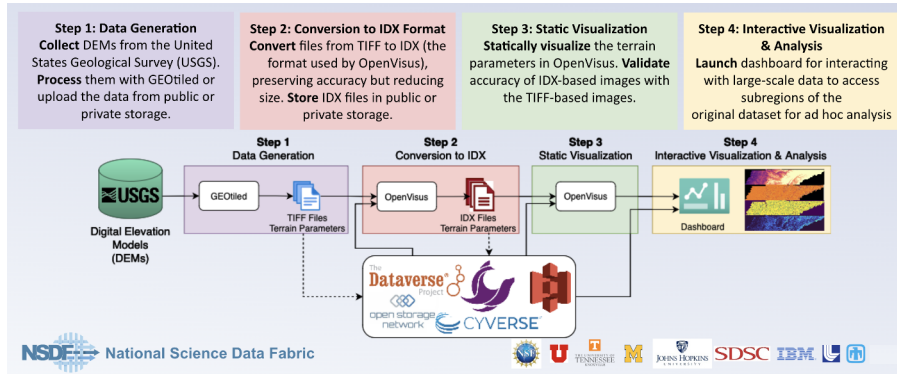 Step 1: Data Generation
Collect DEMs from the United
States Geological Survey (USGS).
Process them with GEOtiled or
upload the data from public or
private storage.
Step 2: Conversion to IDX Format
Convert files from TIFF to IDX (the
format used by OpenVisus),
preserving accuracy but reducing
size. Store IDX files in public or
private storage.
Step 3: Static Visualization
Statically visualize the terrain
parameters in OpenVisus. Validate
accuracy of IDX-based images with
the TIFF-based images.
Step 4: Interactive Visualization
& Analysis
Launch dashboard for interacting
with large-scale data to access
subregions of the
original dataset for ad hoc analysis
Step 1
Data Generation
Step 2
Conversion to IDX
Step 3
Static Visualization
Step 4
Interactive Visualization & Analysis
USGS
GEOtiled
OpenVisus
OpenVisus
TIFF Files
Terrain Parameters
IDX Files
Terrain Parameters
Dashboard
Digital Elevation
Models
(DEMs)
The
Dataverse®
Project
open storage
network
CYVERSE®
NSDF
National Science Data Fabric
NSF
U
THE UNIVERSITY OF
TENNESSEE
KNOXVILLE
M
JOHNS HOPKINS
UNIVERSITY
SDSC
IBM